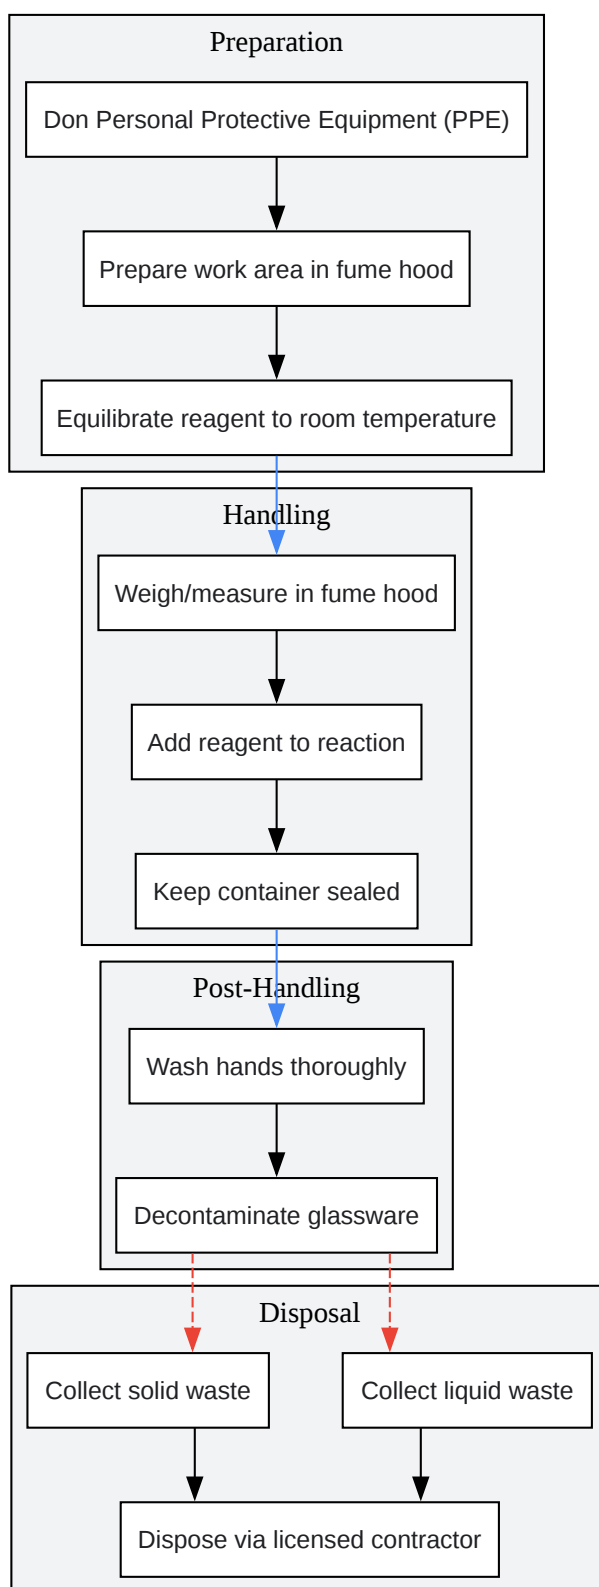 Preparation
Don Personal Protective Equipment (PPE)
Prepare work area in fume hood
Equilibrate reagent to room temperature
Handling
Weigh/measure in fume hood
Add reagent to reaction
Keep container sealed
Post-Handling
Wash hands thoroughly
Decontaminate glassware
Disposal
Collect solid waste
Collect liquid waste
Dispose via licensed contractor